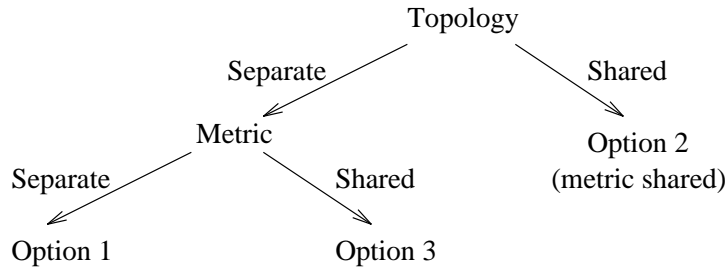 Topology
Separate
Shared
Metric
Option 2
(metric shared)
Separate
Shared
Option 1
Option 3